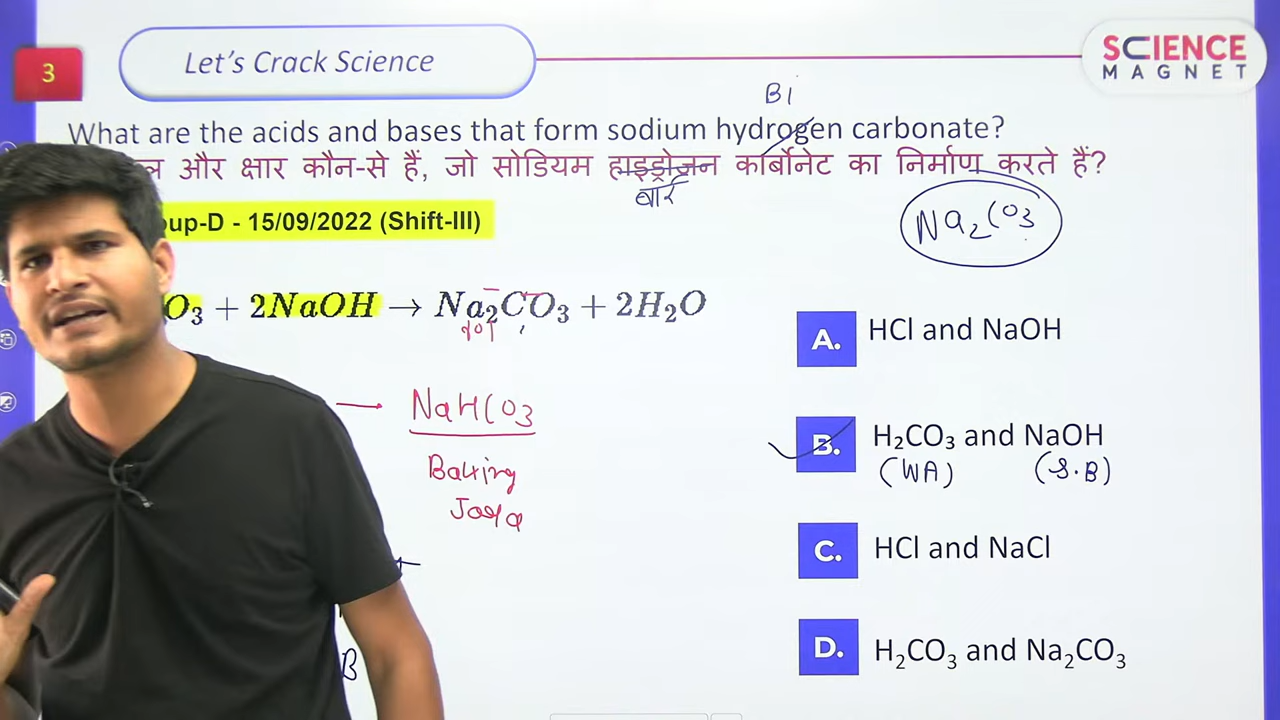 3
Let's Crack Science
SCIENCE
MAGNET
Bi
What are the acids and bases that form sodium hydrogen carbonate?
और क्षार कौन-से हैं, जो सोडियम हाइड्रोजन कार्बोनेट का निर्माण करते हैं?
बाई
oup-D - 15/09/2022 (Shift-III)
Na₂CO₃
O₃ + 2NaOH → Na₂CO₃ + 2H₂O
A. HCl and NaOH
→ NaHCO₃
B. H₂CO₃ and NaOH
(WA) (S.B)
Baking
Soda
C. HCl and NaCl
D. H₂CO₃ and Na₂CO₃
B